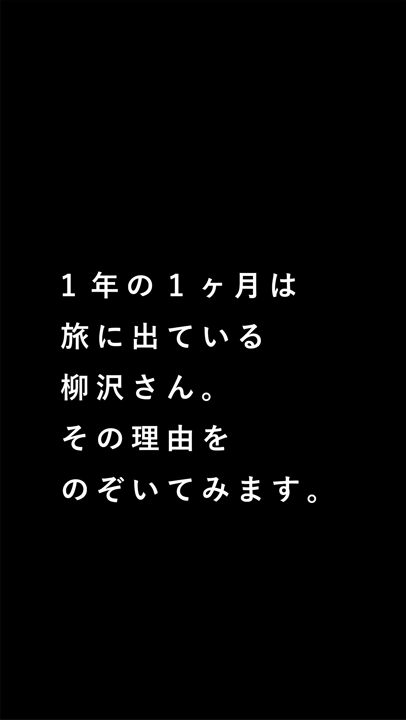 1年の1ヶ月は
旅に出ている
柳沢さん。
その理由を
のぞいてみます。